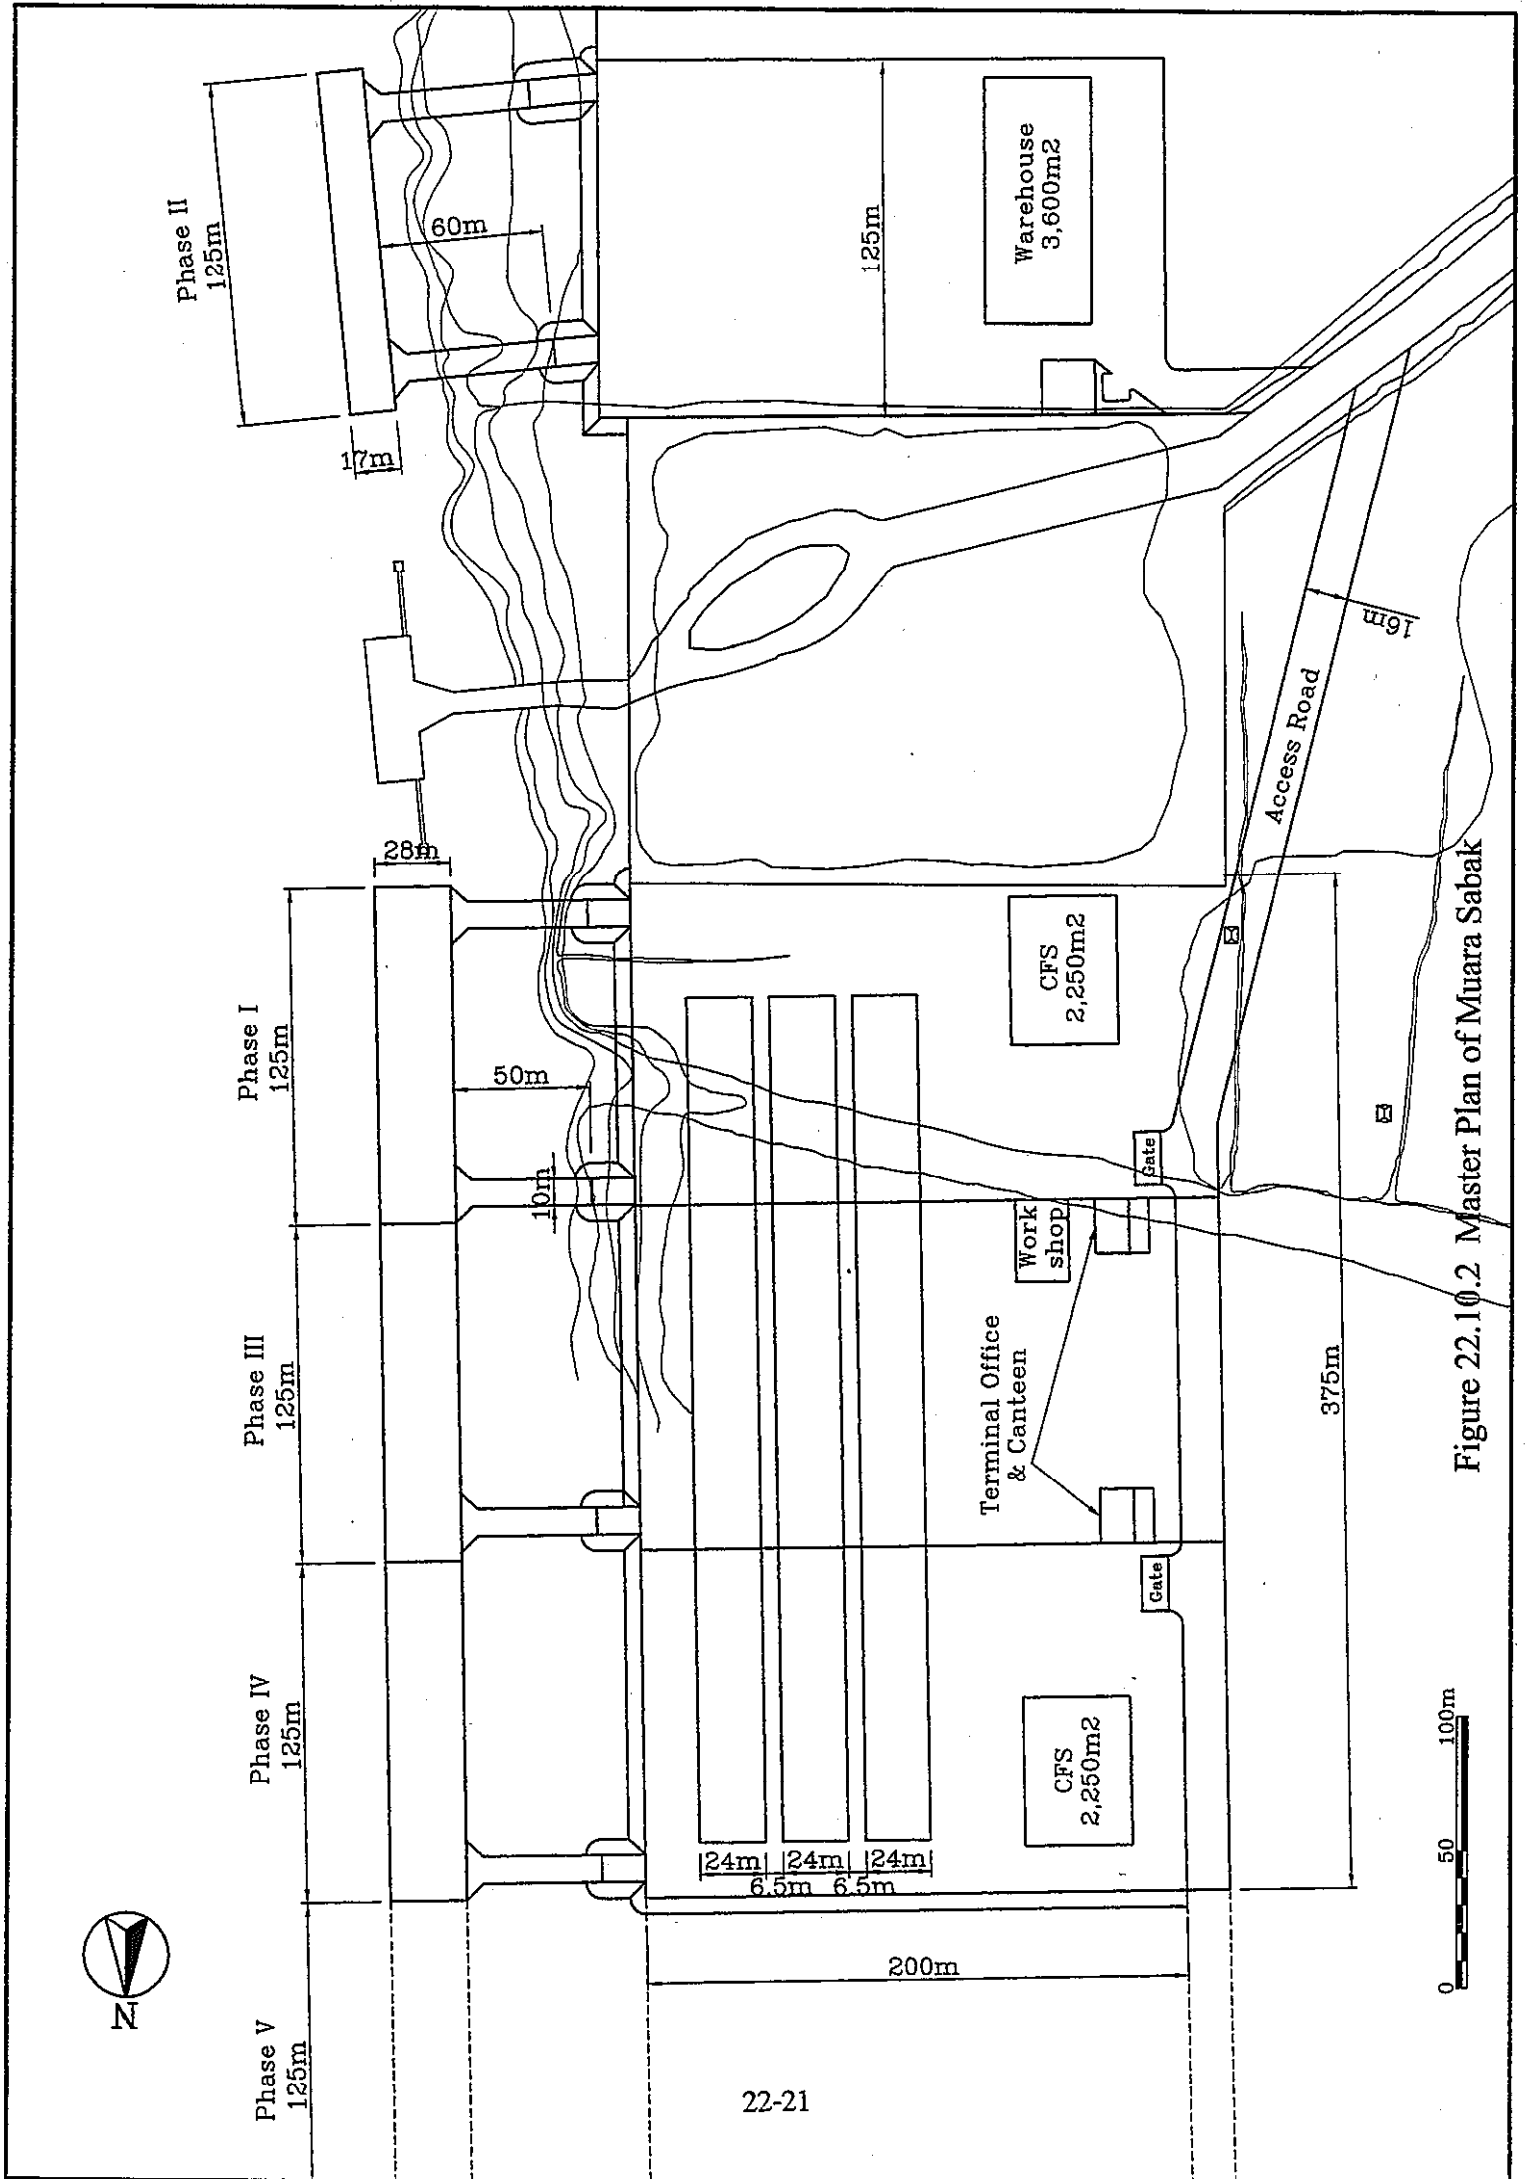 Phase II
125m
60m
17m
125m
Warehouse
3,600m2
16m
Access Road
28m
Phase I
125m
50m
10m
CFS
2,250m2
Gate
Work
shop
Phase III
125m
Terminal Office
& Canteen
375m
Gate
Phase IV
125m
CFS
2,250m2
24m
24m
24m
6.5m
6.5m
200m
Phase V
125m
N
0
50
100m
Figure 22.10.2 Master Plan of Muara Sabak
22-21